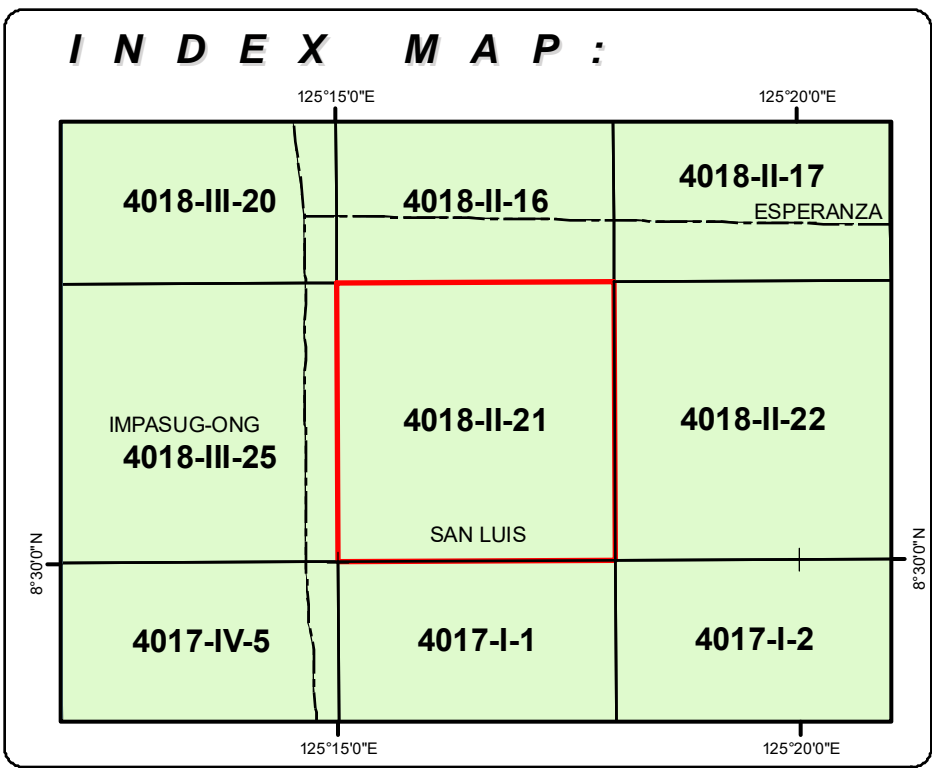 INDEX MAP:
125°15'0"E 125°20'0"E
4018-III-20 4018-II-16 4018-II-17
ESPERANZA
IMPASUG-ONG
4018-III-25 4018-II-21 4018-II-22
SAN LUIS
8°30'0"N 8°30'0"N
4017-IV-5 4017-I-1 4017-I-2
125°15'0"E 125°20'0"E